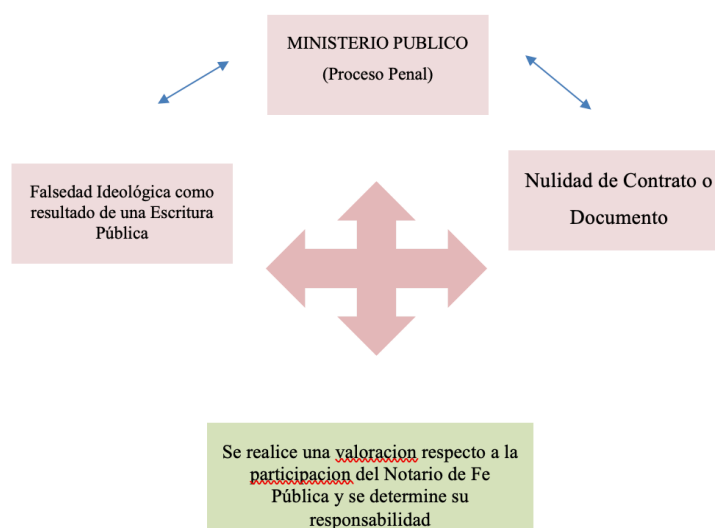 MINISTERIO PUBLICO
(Proceso Penal)
Falsedad Ideológica como
resultado de una Escritura
Pública
Nulidad de Contrato o
Documento
Se realice una valoracion respecto a la
participacion del Notario de Fe
Pública y se determine su
responsabilidad